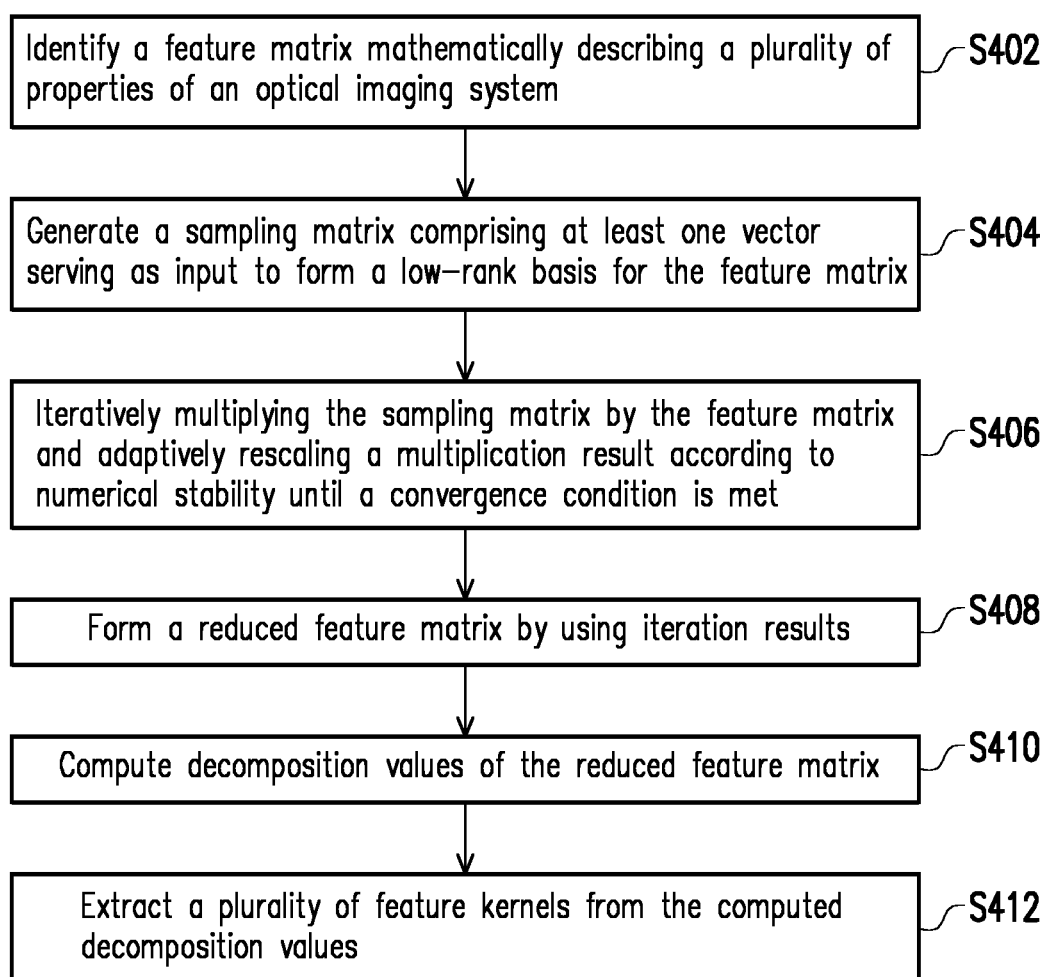 Identify a feature matrix mathematically describing a plurality of
properties of an optical imaging system
S402
Generate a sampling matrix comprising at least one vector
serving as input to form a low-rank basis for the feature matrix
S404
Iteratively multiplying the sampling matrix by the feature matrix
and adaptively rescaling a multiplication result according to
numerical stability until a convergence condition is met
S406
Form a reduced feature matrix by using iteration results
S408
Compute decomposition values of the reduced feature matrix
S410
Extract a plurality of feature kernels from the computed
decomposition values
S412